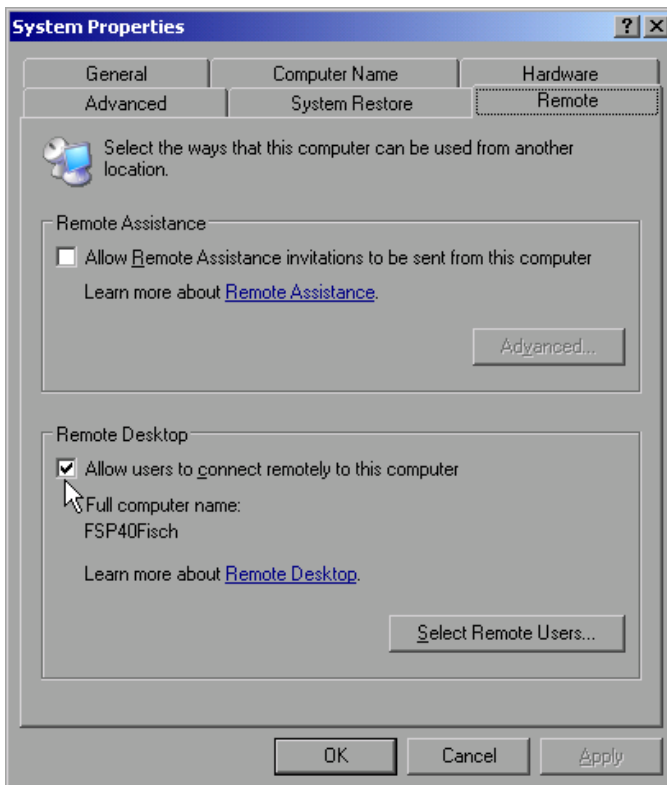 System Properties
General
Computer Name
Hardware
Advanced
System Restore
Remote
Select the ways that this computer can be used from another
location.
Remote Assistance
Allow Remote Assistance invitations to be sent from this computer
Learn more about Remote Assistance.
Advanced...
Remote Desktop
Allow users to connect remotely to this computer
Full computer name:
FSP40Fisch
Learn more about Remote Desktop.
Select Remote Users...
OK
Cancel
Apply